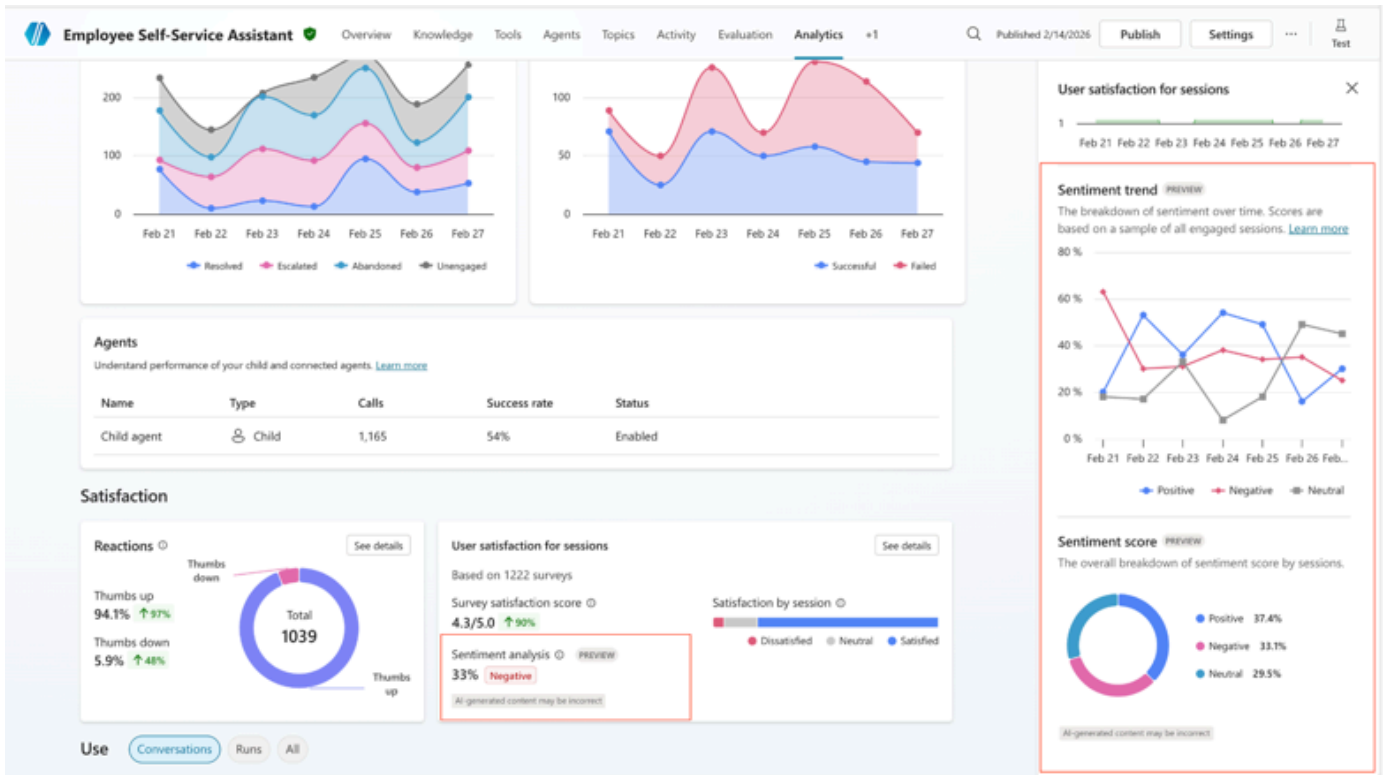 Employee Self-Service Assistant
Overview Knowledge Tools Agents Topics Activity Evaluation Analytics +1
Published 2/14/2026 Publish Settings ... Test
200
100
0
Feb 21 Feb 22 Feb 23 Feb 24 Feb 25 Feb 26 Feb 27
Resolved Escalated Abandoned Unengaged
100
50
0
Feb 21 Feb 22 Feb 23 Feb 24 Feb 25 Feb 26 Feb 27
Successful Failed
Agents
Understand performance of your child and connected agents. Learn more
Name Type Calls Success rate Status
Child agent Child 1,165 54% Enabled
Satisfaction
Reactions
See details
Thumbs up
94.1% ↑97%
Thumbs down
5.9% ↑48%
Thumbs
down
Total
1039
Thumbs
up
User satisfaction for sessions
See details
Based on 1222 surveys
Survey satisfaction score
4.3/5.0 ↑90%
Sentiment analysis PREVIEW
33% Negative
AI-generated content may be incorrect
Satisfaction by session
Dissatisfied Neutral Satisfied
Use Conversations Runs All
User satisfaction for sessions
1
Feb 21 Feb 22 Feb 23 Feb 24 Feb 25 Feb 26 Feb 27
Sentiment trend PREVIEW
The breakdown of sentiment over time. Scores are
based on a sample of all engaged sessions. Learn more
80 %
60 %
40 %
20 %
0 %
Feb 21 Feb 22 Feb 23 Feb 24 Feb 25 Feb 26 Feb...
Positive Negative Neutral
Sentiment score PREVIEW
The overall breakdown of sentiment score by sessions.
Positive 37.4%
Negative 33.1%
Neutral 29.5%
AI-generated content may be incorrect